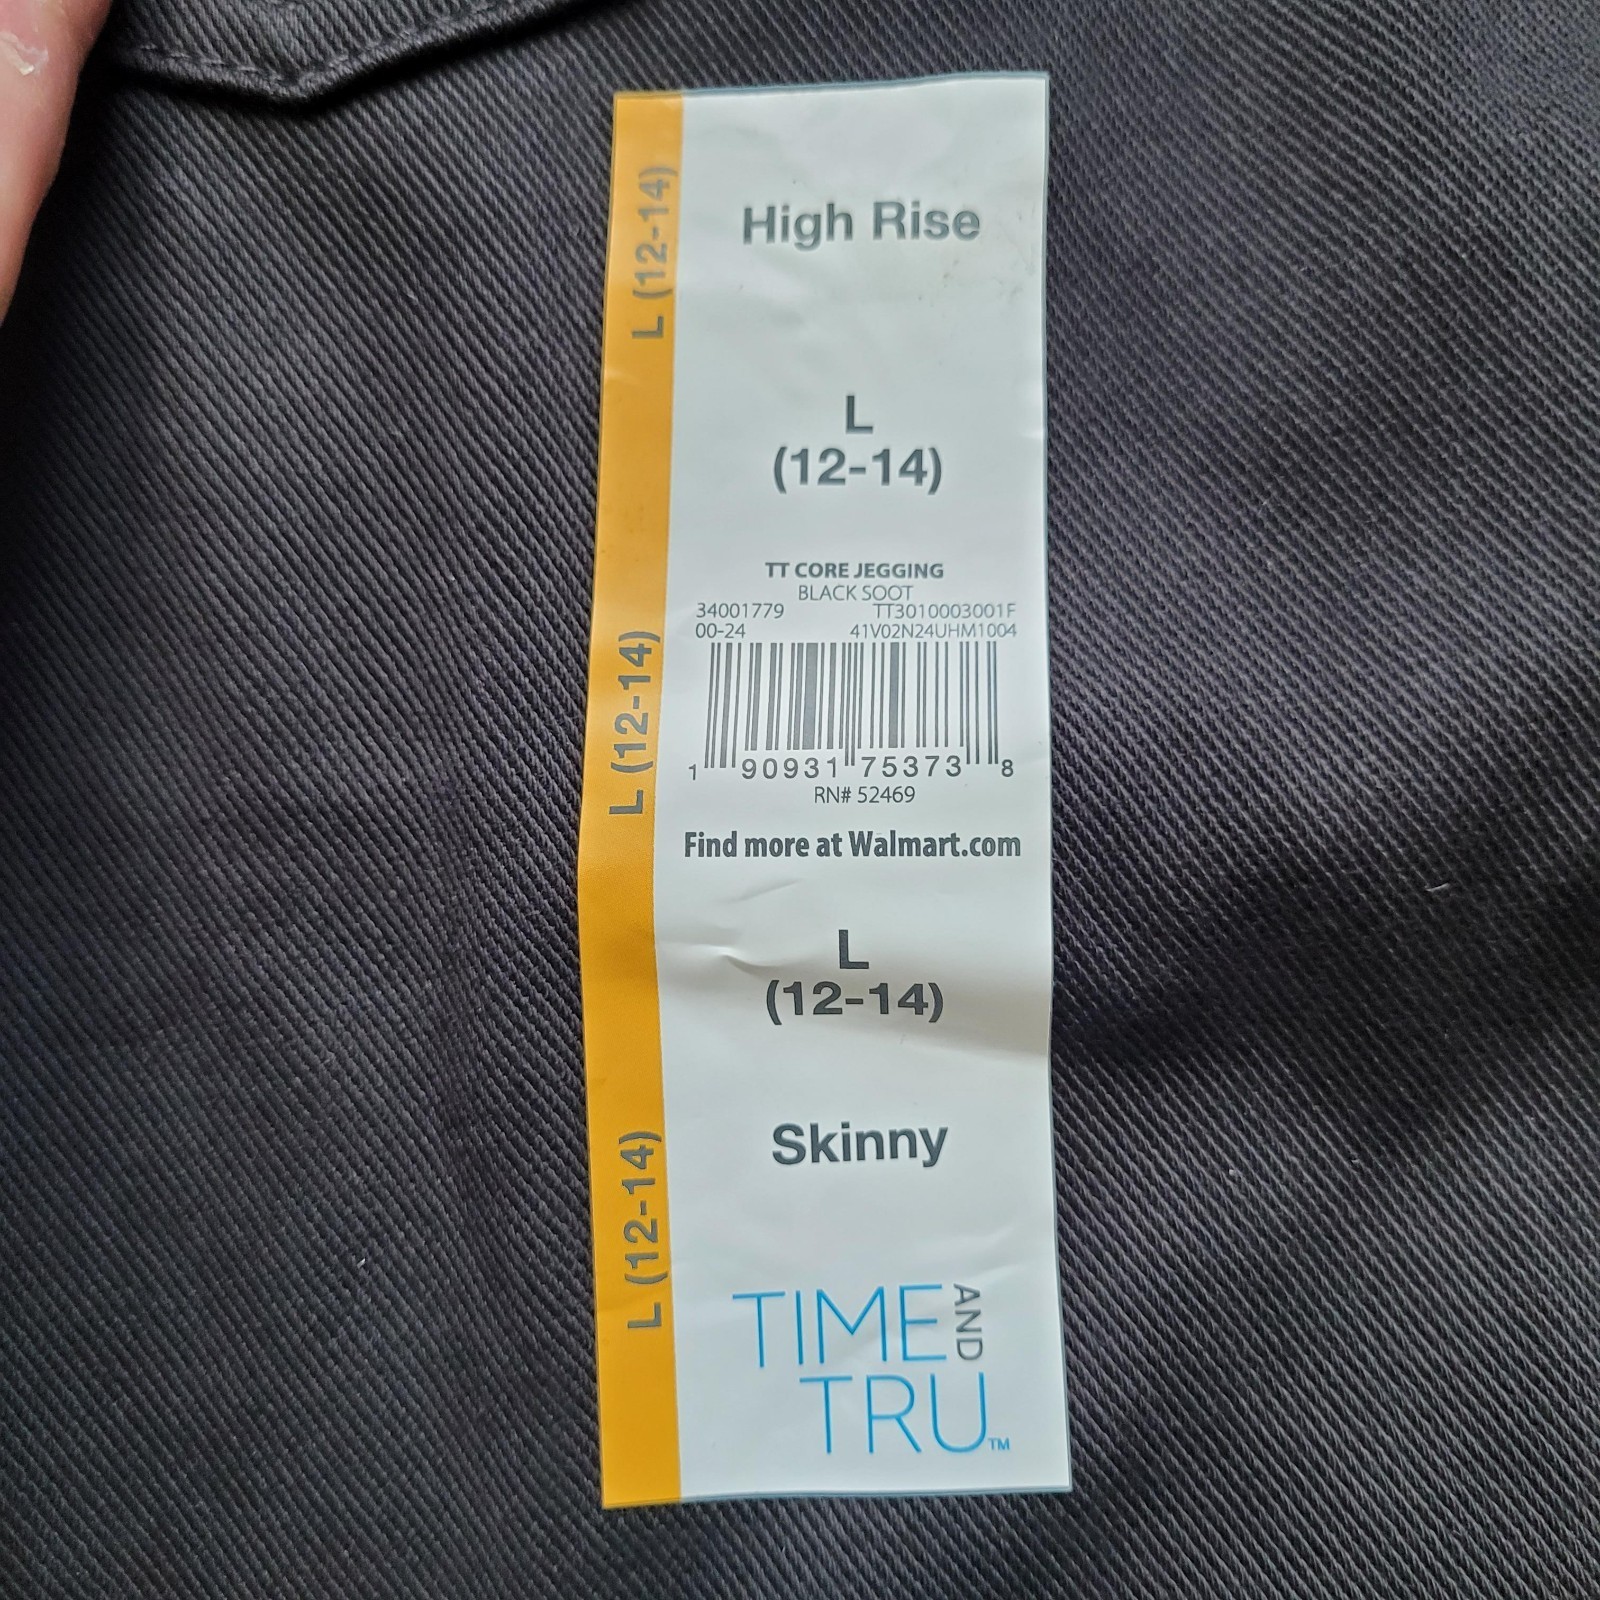 High Rise
L
(12-14)
TT CORE JEGGING
BLACK SOOT
34001779 TT3010003001F
00-24 41V02N24UHM1004
1 90931 75373 8
RN# 52469
Find more at Walmart.com
L
(12-14)
Skinny
TIME AND
TRU™
L (12-14)
L (12-14)
L (12-14)